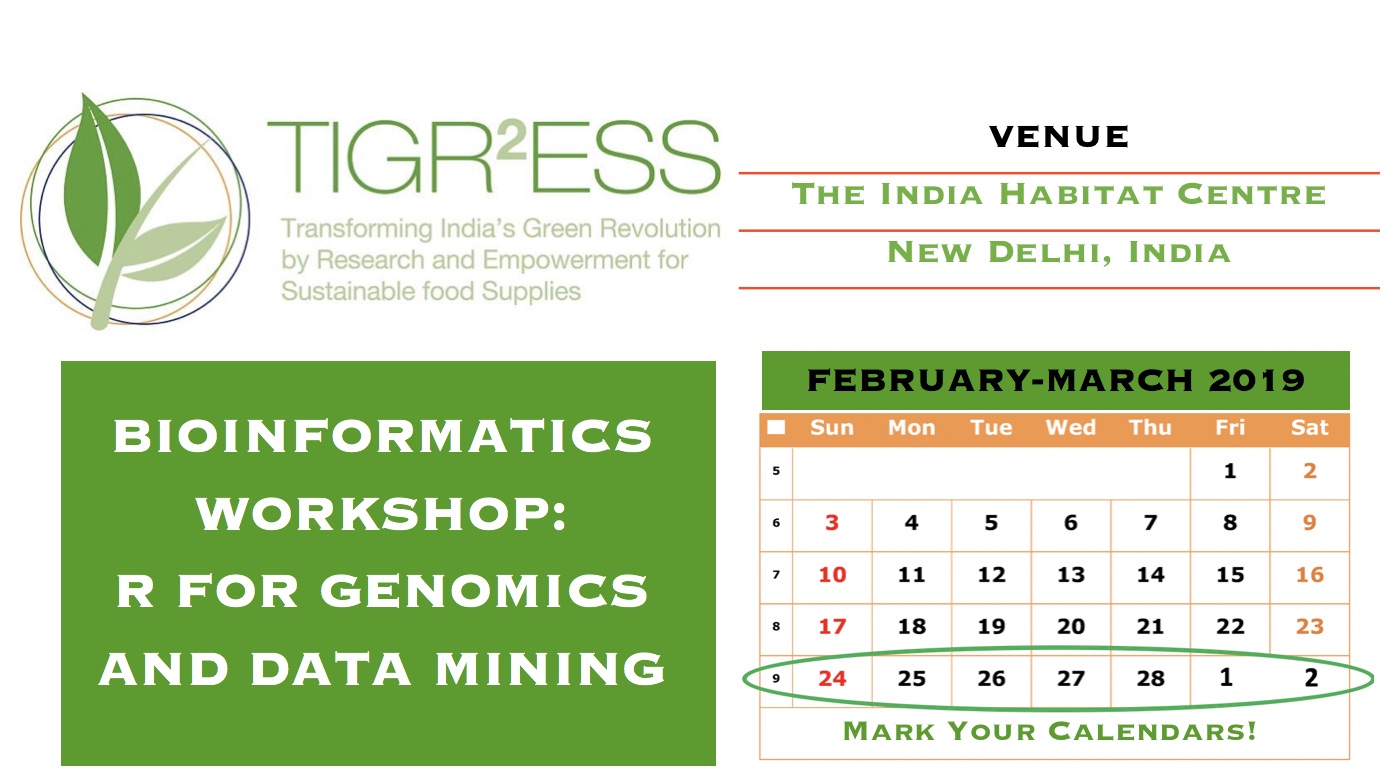 TIGR²ESS
Transforming India's Green Revolution
by Research and Empowerment for
Sustainable food Supplies
VENUE
The India Habitat Centre
New Delhi, India
BIOINFORMATICS
WORKSHOP:
R FOR GENOMICS
AND DATA MINING
FEBRUARY-MARCH 2019
Sun Mon Tue Wed Thu Fri Sat
5 1 2
6 3 4 5 6 7 8 9
7 10 11 12 13 14 15 16
8 17 18 19 20 21 22 23
9 24 25 26 27 28 1 2
Mark Your Calendars!